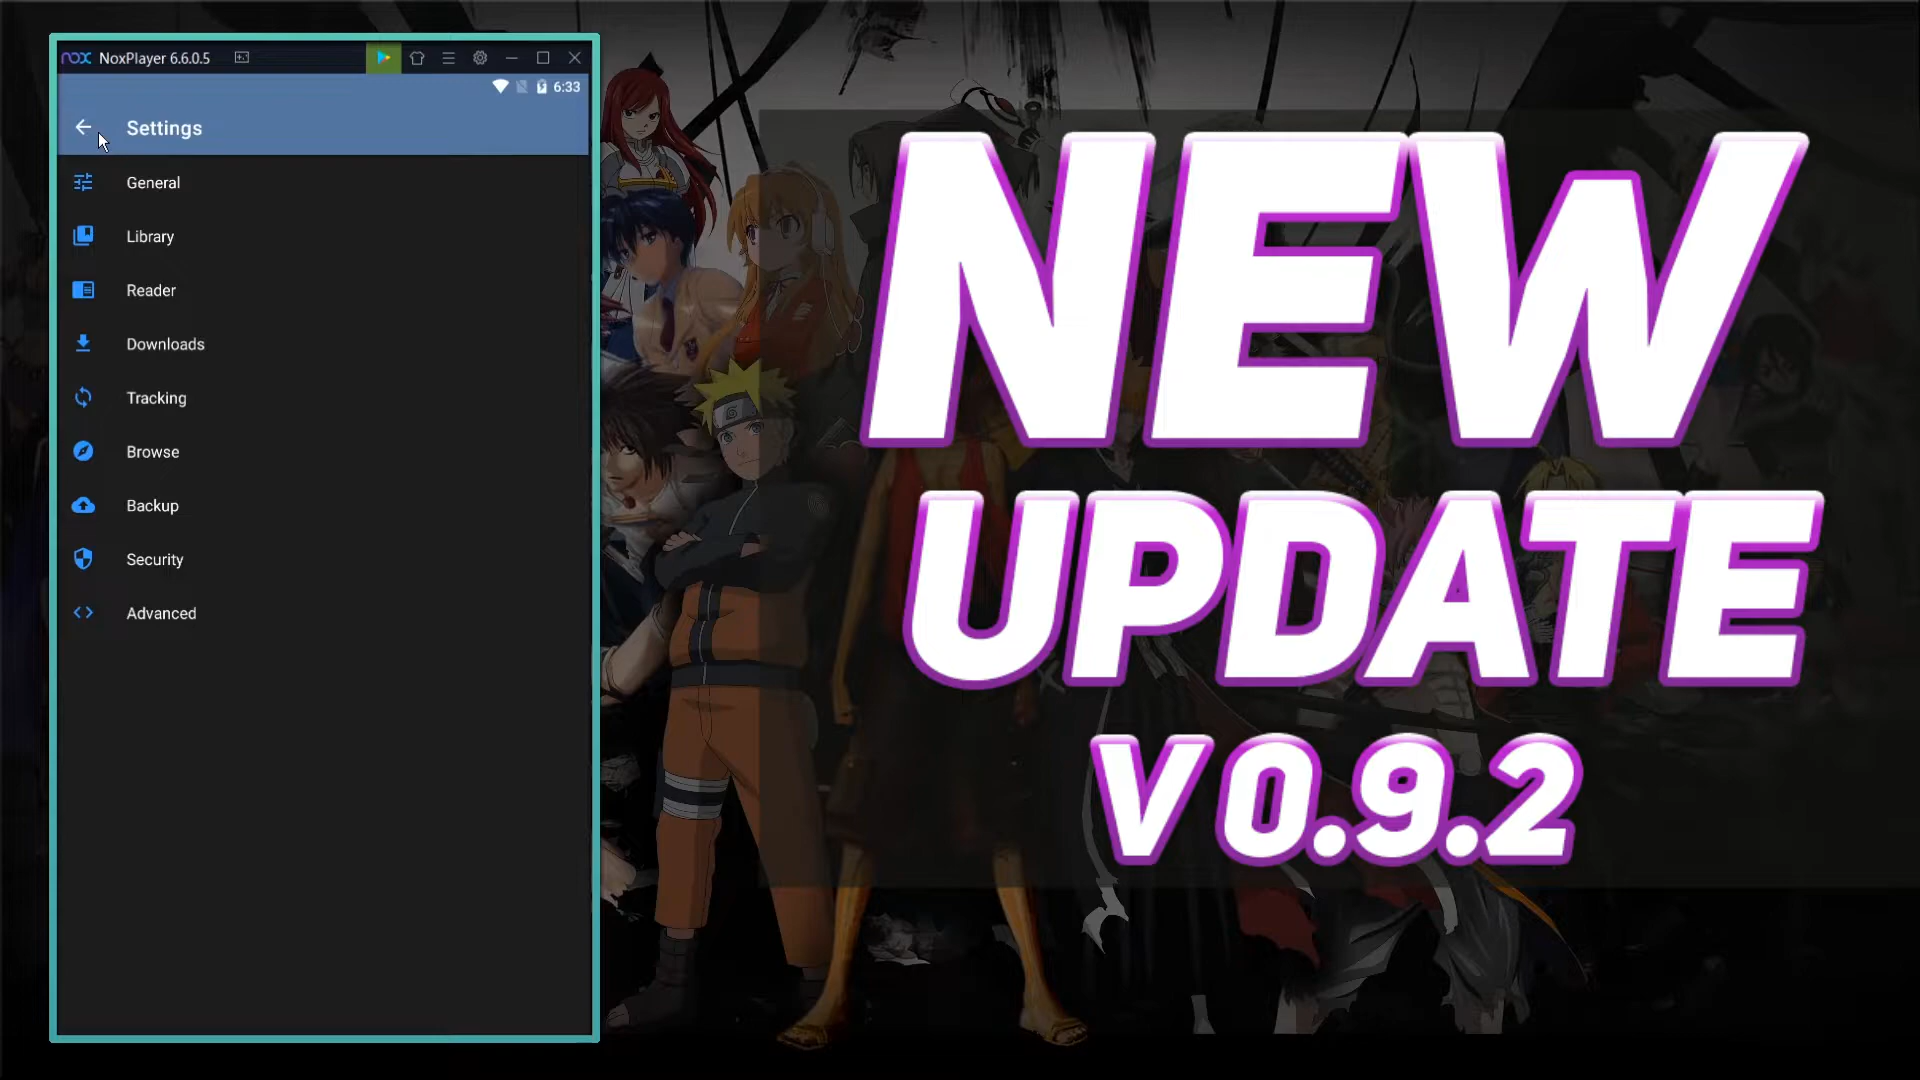 nox NoxPlayer 6.6.0.5
6:33
Settings
General
Library
Reader
Downloads
Tracking
Browse
Backup
Security
Advanced
NEW
UPDATE
V 0.9.2